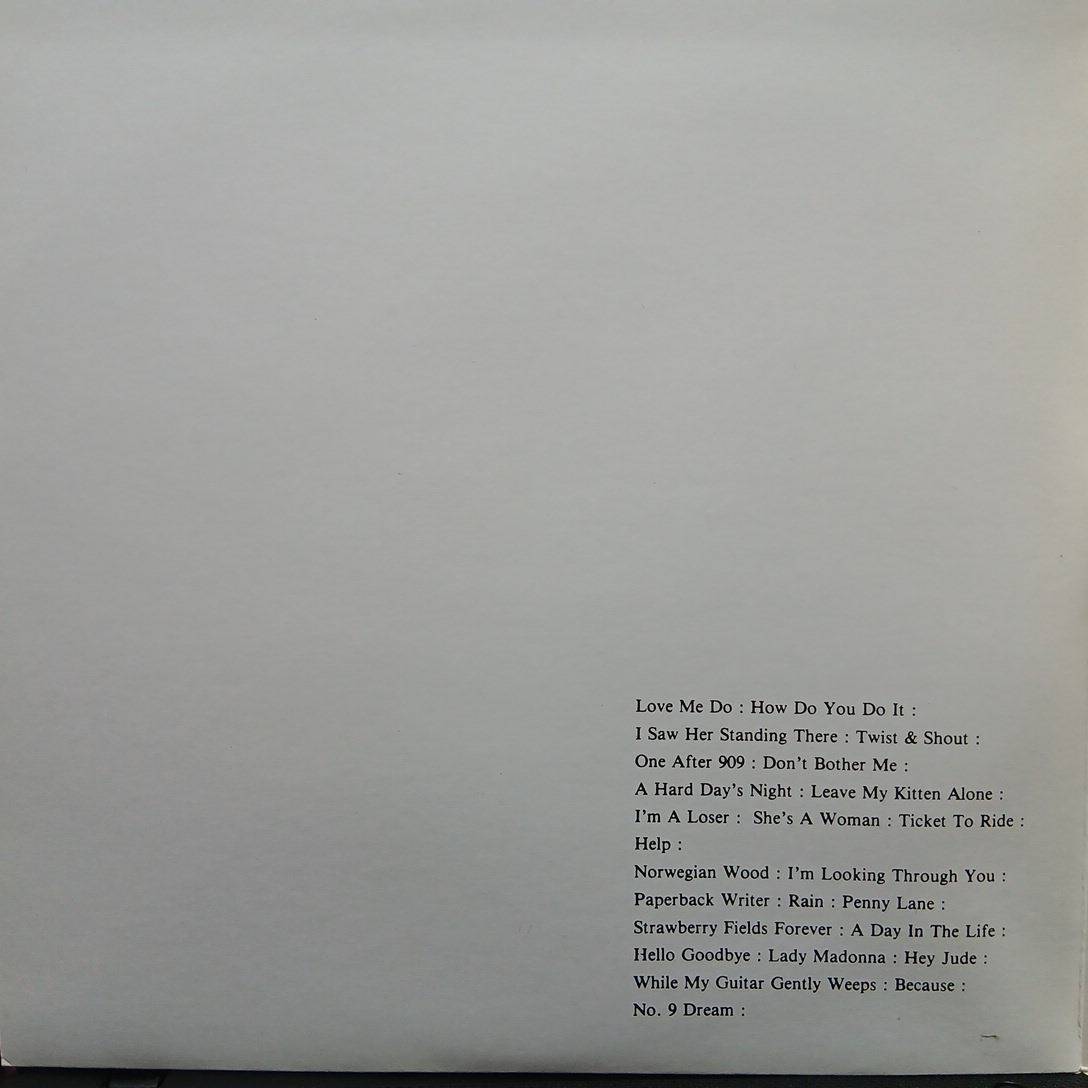 Love Me Do : How Do You Do It :
I Saw Her Standing There : Twist & Shout :
One After 909 : Don't Bother Me :
A Hard Day's Night : Leave My Kitten Alone :
I'm A Loser :  She's A Woman : Ticket To Ride :
Help :
Norwegian Wood : I'm Looking Through You :
Paperback Writer : Rain : Penny Lane :
Strawberry Fields Forever : A Day In The Life :
Hello Goodbye : Lady Madonna : Hey Jude :
While My Guitar Gently Weeps : Because :
No. 9 Dream :